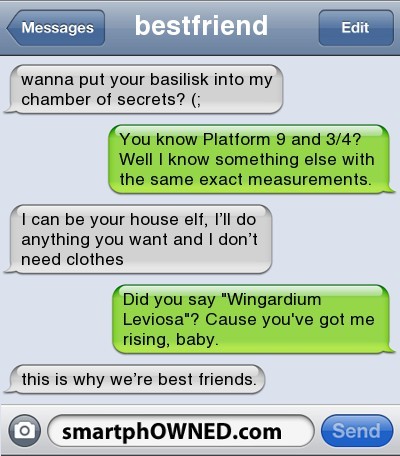 Messages
bestfriend
Edit
wanna put your basilisk into my
chamber of secrets? (;
You know Platform 9 and 3/4?
Well I know something else with
the same exact measurements.
I can be your house elf, I'll do
anything you want and I don't
need clothes
Did you say "Wingardium
Leviosa"? Cause you've got me
rising, baby.
this is why we're best friends.
smartphOWNED.com
Send